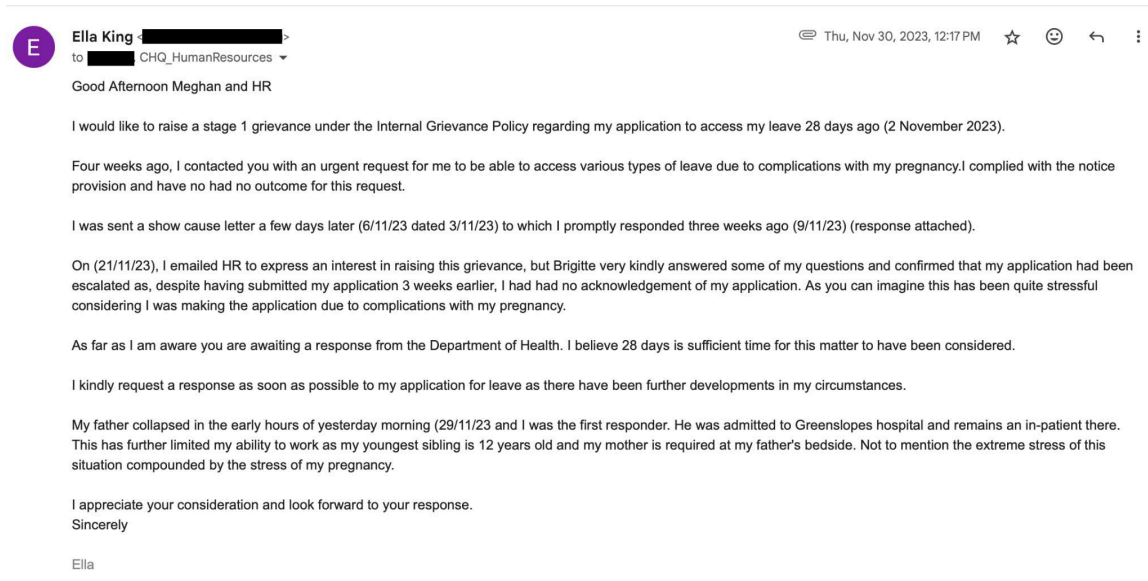 E
Ella King < >
Thu, Nov 30, 2023, 12:17 PM
to , CHQ_HumanResources
Good Afternoon Meghan and HR
I would like to raise a stage 1 grievance under the Internal Grievance Policy regarding my application to access my leave 28 days ago (2 November 2023).
Four weeks ago, I contacted you with an urgent request for me to be able to access various types of leave due to complications with my pregnancy.I complied with the notice
provision and have no had no outcome for this request.
I was sent a show cause letter a few days later (6/11/23 dated 3/11/23) to which I promptly responded three weeks ago (9/11/23) (response attached).
On (21/11/23), I emailed HR to express an interest in raising this grievance, but Brigitte very kindly answered some of my questions and confirmed that my application had been
escalated as, despite having submitted my application 3 weeks earlier, I had had no acknowledgement of my application. As you can imagine this has been quite stressful
considering I was making the application due to complications with my pregnancy.
As far as I am aware you are awaiting a response from the Department of Health. I believe 28 days is sufficient time for this matter to have been considered.
I kindly request a response as soon as possible to my application for leave as there have been further developments in my circumstances.
My father collapsed in the early hours of yesterday morning (29/11/23 and I was the first responder. He was admitted to Greenslopes hospital and remains an in-patient there.
This has further limited my ability to work as my youngest sibling is 12 years old and my mother is required at my father's bedside. Not to mention the extreme stress of this
situation compounded by the stress of my pregnancy.
I appreciate your consideration and look forward to your response.
Sincerely
Ella